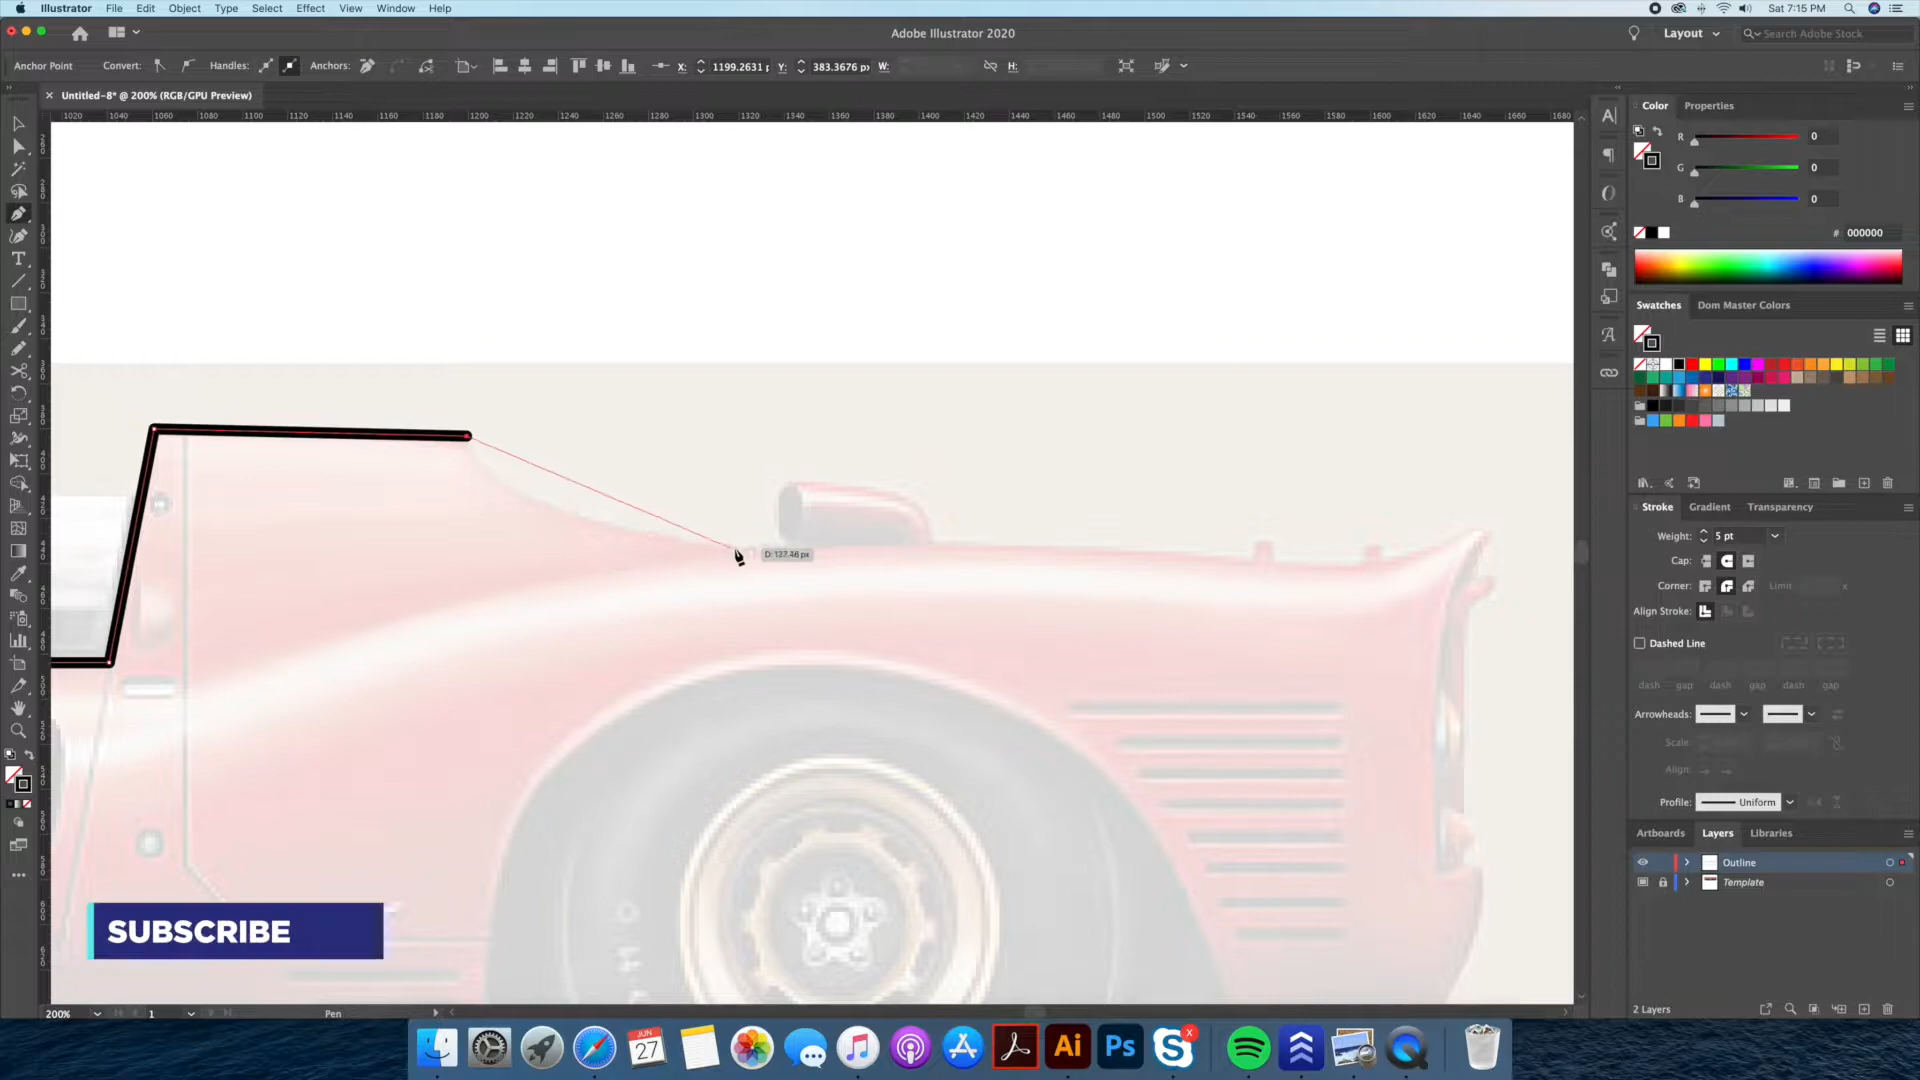 Illustrator File Edit Object Type Select Effect View Window Help
Sat 7:15 PM
Adobe Illustrator 2020
Layout
Search Adobe Stock
Anchor Point Convert: Handles: Anchors: X: 1199.2631 Y: 383.3676 px W: H:
Untitled-8* @ 200% (RGB/GPU Preview)
1020 1040 1060 1080 1100 1120 1140 1160 1180 1200 1220 1240 1260 1280 1300 1320 1340 1360 1380 1400 1420 1440 1460 1480 1500 1520 1540 1560 1580 1600 1620 1640 1660 1680
Color Properties
R 0
G 0
B 0
# 000000
Swatches Dom Master Colors
Stroke Gradient Transparency
Weight: 5 pt
Cap:
Corner: Limit x
Align Stroke:
Dashed Line
dash gap dash gap dash gap
Arrowheads:
Scale:
Align:
Profile: Uniform
Artboards Layers Libraries
Outline
Template
2 Layers
D: 137.46 px
SUBSCRIBE
200% 1 Pen
JUN
27
Ai
Ps
x